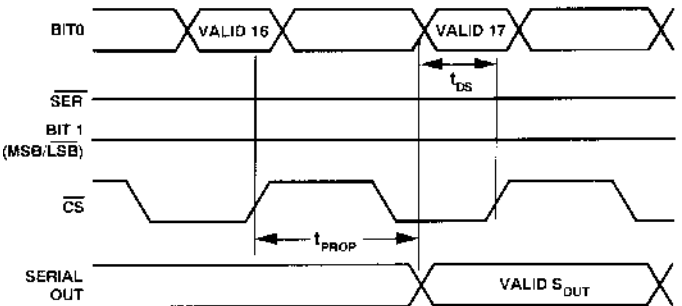 BIT0
VALID 16
VALID 17
tDS
SER
BIT 1
(MSB/LSB)
CS
tPROP
SERIAL
OUT
VALID SOUT